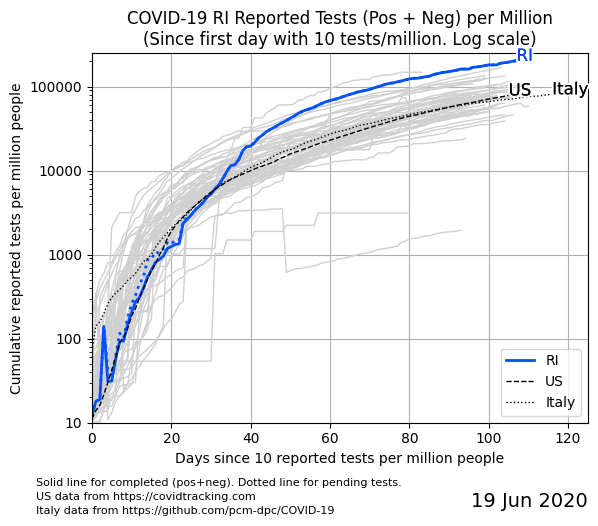 COVID-19 RI Reported Tests (Pos + Neg) per Million
(Since first day with 10 tests/million. Log scale)
RI
US
Italy
100000
10000
1000
100
10
Cumulative reported tests per million people
0 20 40 60 80 100 120
Days since 10 reported tests per million people
RI
US
Italy
Solid line for completed (pos+neg). Dotted line for pending tests.
US data from https://covidtracking.com
Italy data from https://github.com/pcm-dpc/COVID-19
19 Jun 2020